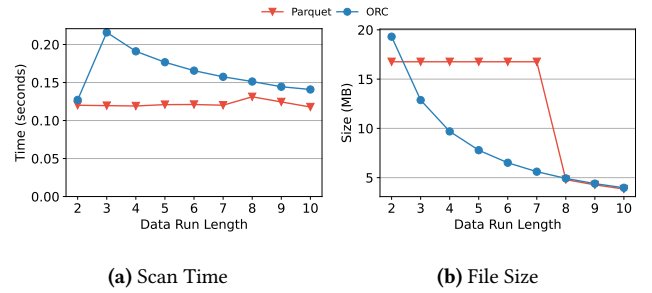 Parquet ORC
0.20
0.15
0.10
0.05
0.00
Time (seconds)
2 3 4 5 6 7 8 9 10
Data Run Length
(a) Scan Time
20
15
10
5
Size (MB)
2 3 4 5 6 7 8 9 10
Data Run Length
(b) File Size